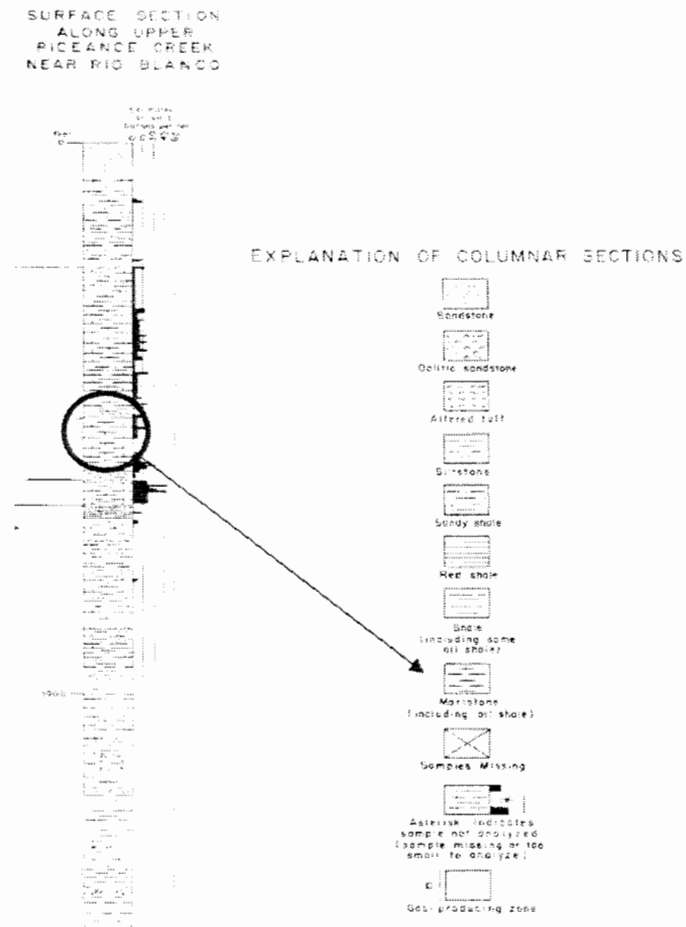 SURFACE SECTION
ALONG UPPER
PICEANCE CREEK
NEAR RIO BLANCO
EXPLANATION OF COLUMNAR SECTIONS
Sandstone
Oolitic sandstone
Altered tuff
Siltstone
Sandy shale
Red shale
Shale
(including some
oil shale)
Marlstone
(including oil shale)
Samples Missing
Asterisk indicates
sample not analyzed
(sample missing or too
small to analyze)
Gas-producing zone